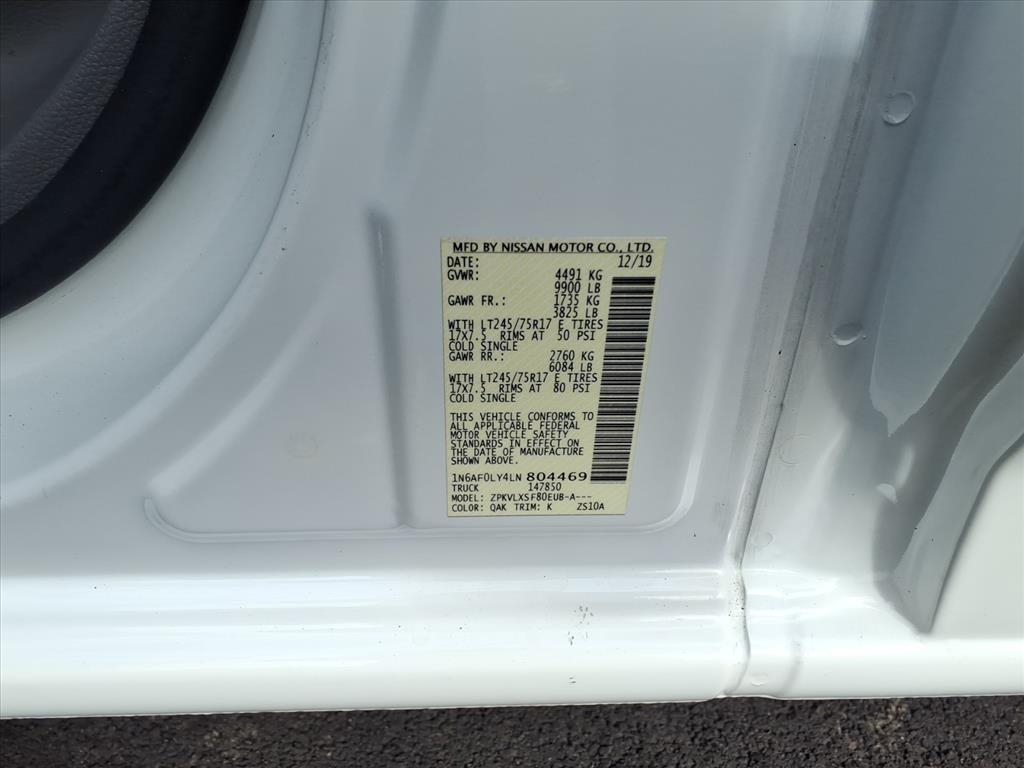 MFD BY NISSAN MOTOR CO., LTD.
DATE: 12/19
GVWR: 4491 KG
9900 LB
GAWR FR.: 1735 KG
3825 LB
WITH LT245/75R17 E TIRES
17X7.5 RIMS AT 50 PSI
COLD SINGLE
GAWR RR.: 2760 KG
6084 LB
WITH LT245/75R17 E TIRES
17X7.5 RIMS AT 80 PSI
COLD SINGLE
THIS VEHICLE CONFORMS TO
ALL APPLICABLE FEDERAL
MOTOR VEHICLE SAFETY
STANDARDS IN EFFECT ON
THE DATE OF MANUFACTURE
SHOWN ABOVE.
1N6AF0LY4LN 804469
TRUCK 147850
MODEL: ZPKVLXSF80EUB-A---
COLOR: QAK TRIM: K ZS10A